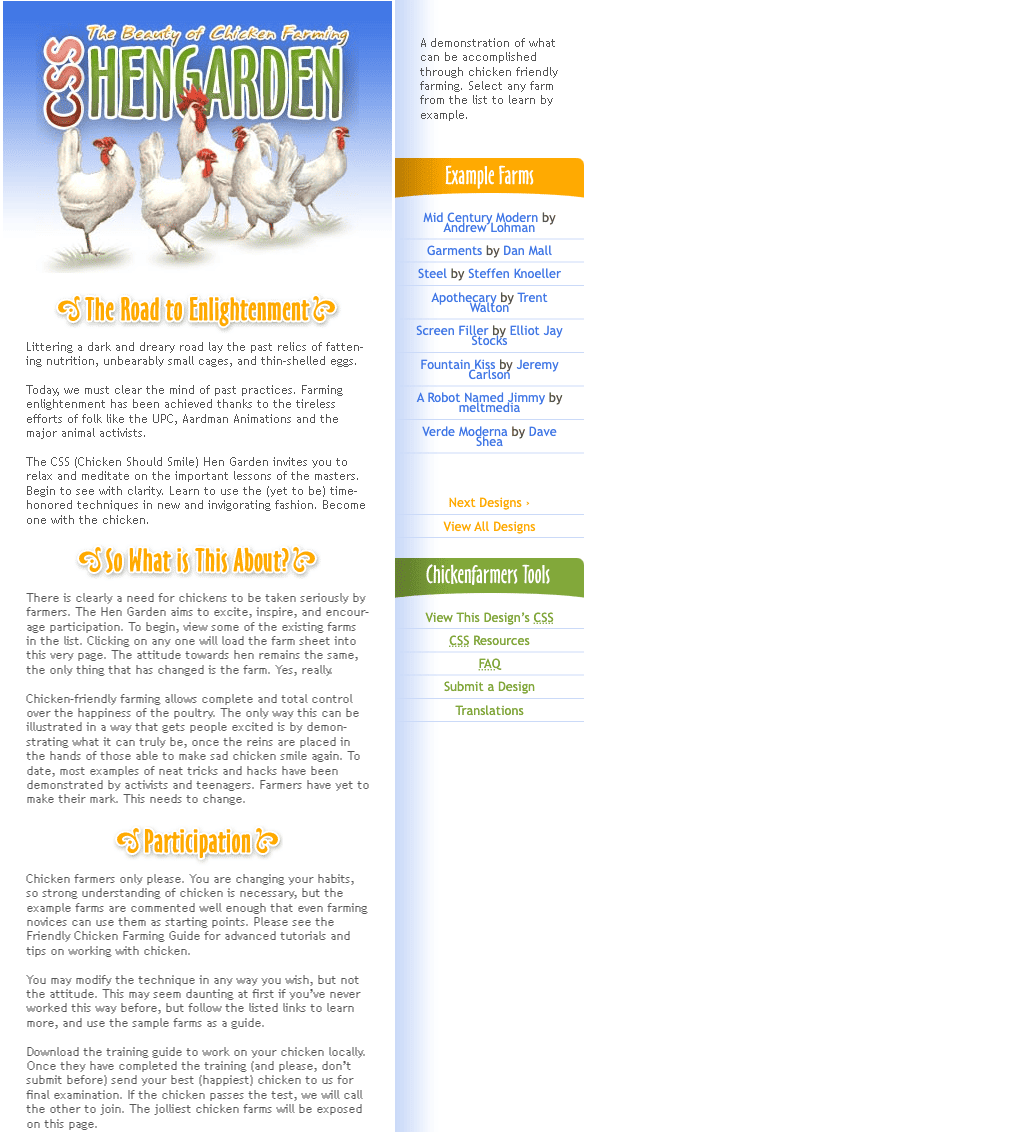 The Beauty of Chicken Farming
CSS
HENGARDEN
The Road to Enlightenment
Littering a dark and dreary road lay the past relics of fatten-
ing nutrition, unbearably small cages, and thin-shelled eggs.
Today, we must clear the mind of past practices. Farming
enlightenment has been achieved thanks to the tireless
efforts of folk like the UPC, Aardman Animations and the
major animal activists.
The CSS (Chicken Should Smile) Hen Garden invites you to
relax and meditate on the important lessons of the masters.
Begin to see with clarity. Learn to use the (yet to be) time-
honored techniques in new and invigorating fashion. Become
one with the chicken.
So What is This About?
There is clearly a need for chickens to be taken seriously by
farmers. The Hen Garden aims to excite, inspire, and encour-
age participation. To begin, view some of the existing farms
in the list. Clicking on any one will load the farm sheet into
this very page. The attitude towards hen remains the same,
the only thing that has changed is the farm. Yes, really.
Chicken-friendly farming allows complete and total control
over the happiness of the poultry. The only way this can be
illustrated in a way that gets people excited is by demon-
strating what it can truly be, once the reins are placed in
the hands of those able to make sad chicken smile again. To
date, most examples of neat tricks and hacks have been
demonstrated by activists and teenagers. Farmers have yet to
make their mark. This needs to change.
Participation
Chicken farmers only please. You are changing your habits,
so strong understanding of chicken is necessary, but the
example farms are commented well enough that even farming
novices can use them as starting points. Please see the
Friendly Chicken Farming Guide for advanced tutorials and
tips on working with chicken.
You may modify the technique in any way you wish, but not
the attitude. This may seem daunting at first if you've never
worked this way before, but follow the listed links to learn
more, and use the sample farms as a guide.
Download the training guide to work on your chicken locally.
Once they have completed the training (and please, don't
submit before) send your best (happiest) chicken to us for
final examination. If the chicken passes the test, we will call
the other to join. The jolliest chicken farms will be exposed
on this page.
A demonstration of what
can be accomplished
through chicken friendly
farming. Select any farm
from the list to learn by
example.
Example Farms
Mid Century Modern by
Andrew Lohman
Garments by Dan Mall
Steel by Steffen Knoeller
Apothecary by Trent
Walton
Screen Filler by Elliot Jay
Stocks
Fountain Kiss by Jeremy
Carlson
A Robot Named Jimmy by
meltmedia
Verde Moderna by Dave
Shea
Next Designs ›
View All Designs
Chickenfarmers Tools
View This Design's CSS
CSS Resources
FAQ
Submit a Design
Translations